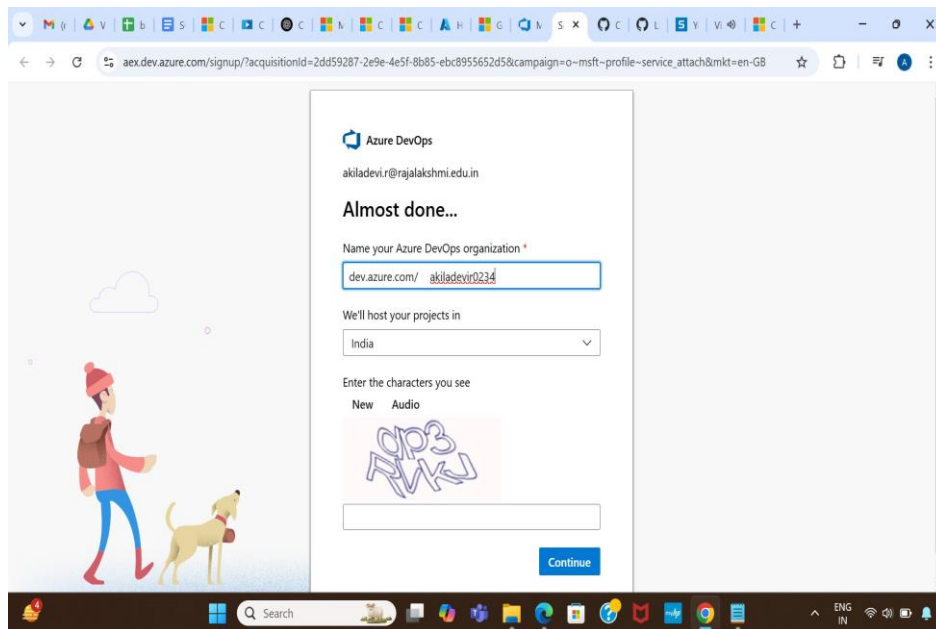 aex.dev.azure.com/signup/?acquisitionId=2dd59287-2e9e-4e5f-8b85-ebc8955652d5&campaign=o~msft~profile~service_attach&mkt=en-GB
Azure DevOps
akiladevi.r@rajalakshmi.edu.in
Almost done...
Name your Azure DevOps organization *
dev.azure.com/ akiladevir0234
We'll host your projects in
India
Enter the characters you see
New Audio
Continue
Search
ENG
IN